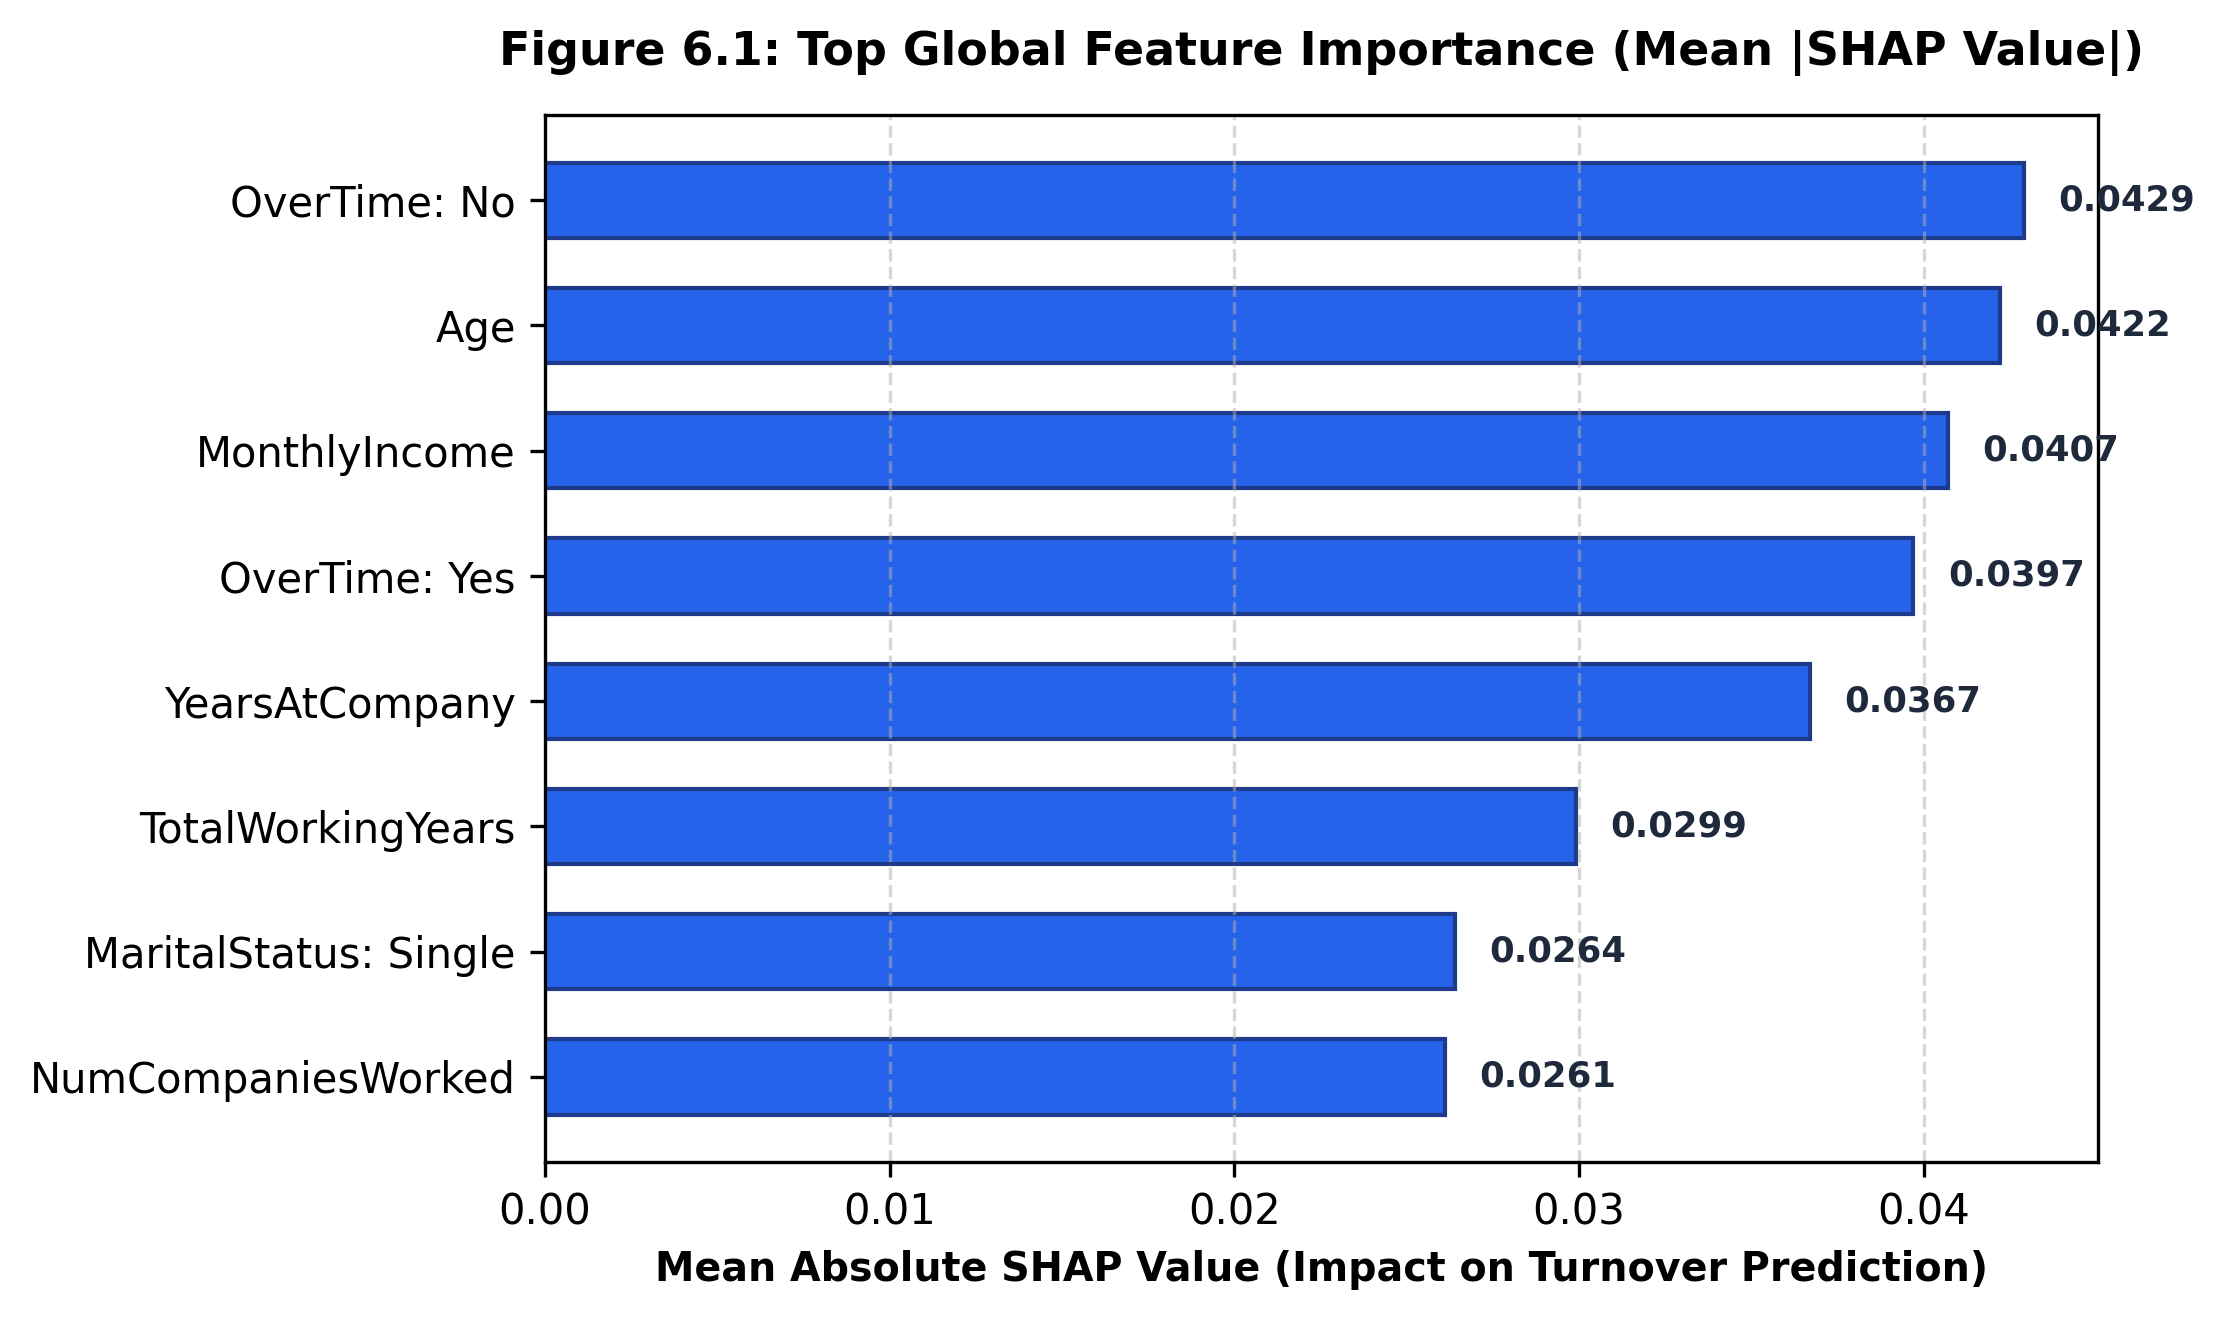 Figure 6.1: Top Global Feature Importance (Mean |SHAP Value|)
OverTime: No 0.0429
Age 0.0422
MonthlyIncome 0.0407
OverTime: Yes 0.0397
YearsAtCompany 0.0367
TotalWorkingYears 0.0299
MaritalStatus: Single 0.0264
NumCompaniesWorked 0.0261
0.00 0.01 0.02 0.03 0.04
Mean Absolute SHAP Value (Impact on Turnover Prediction)